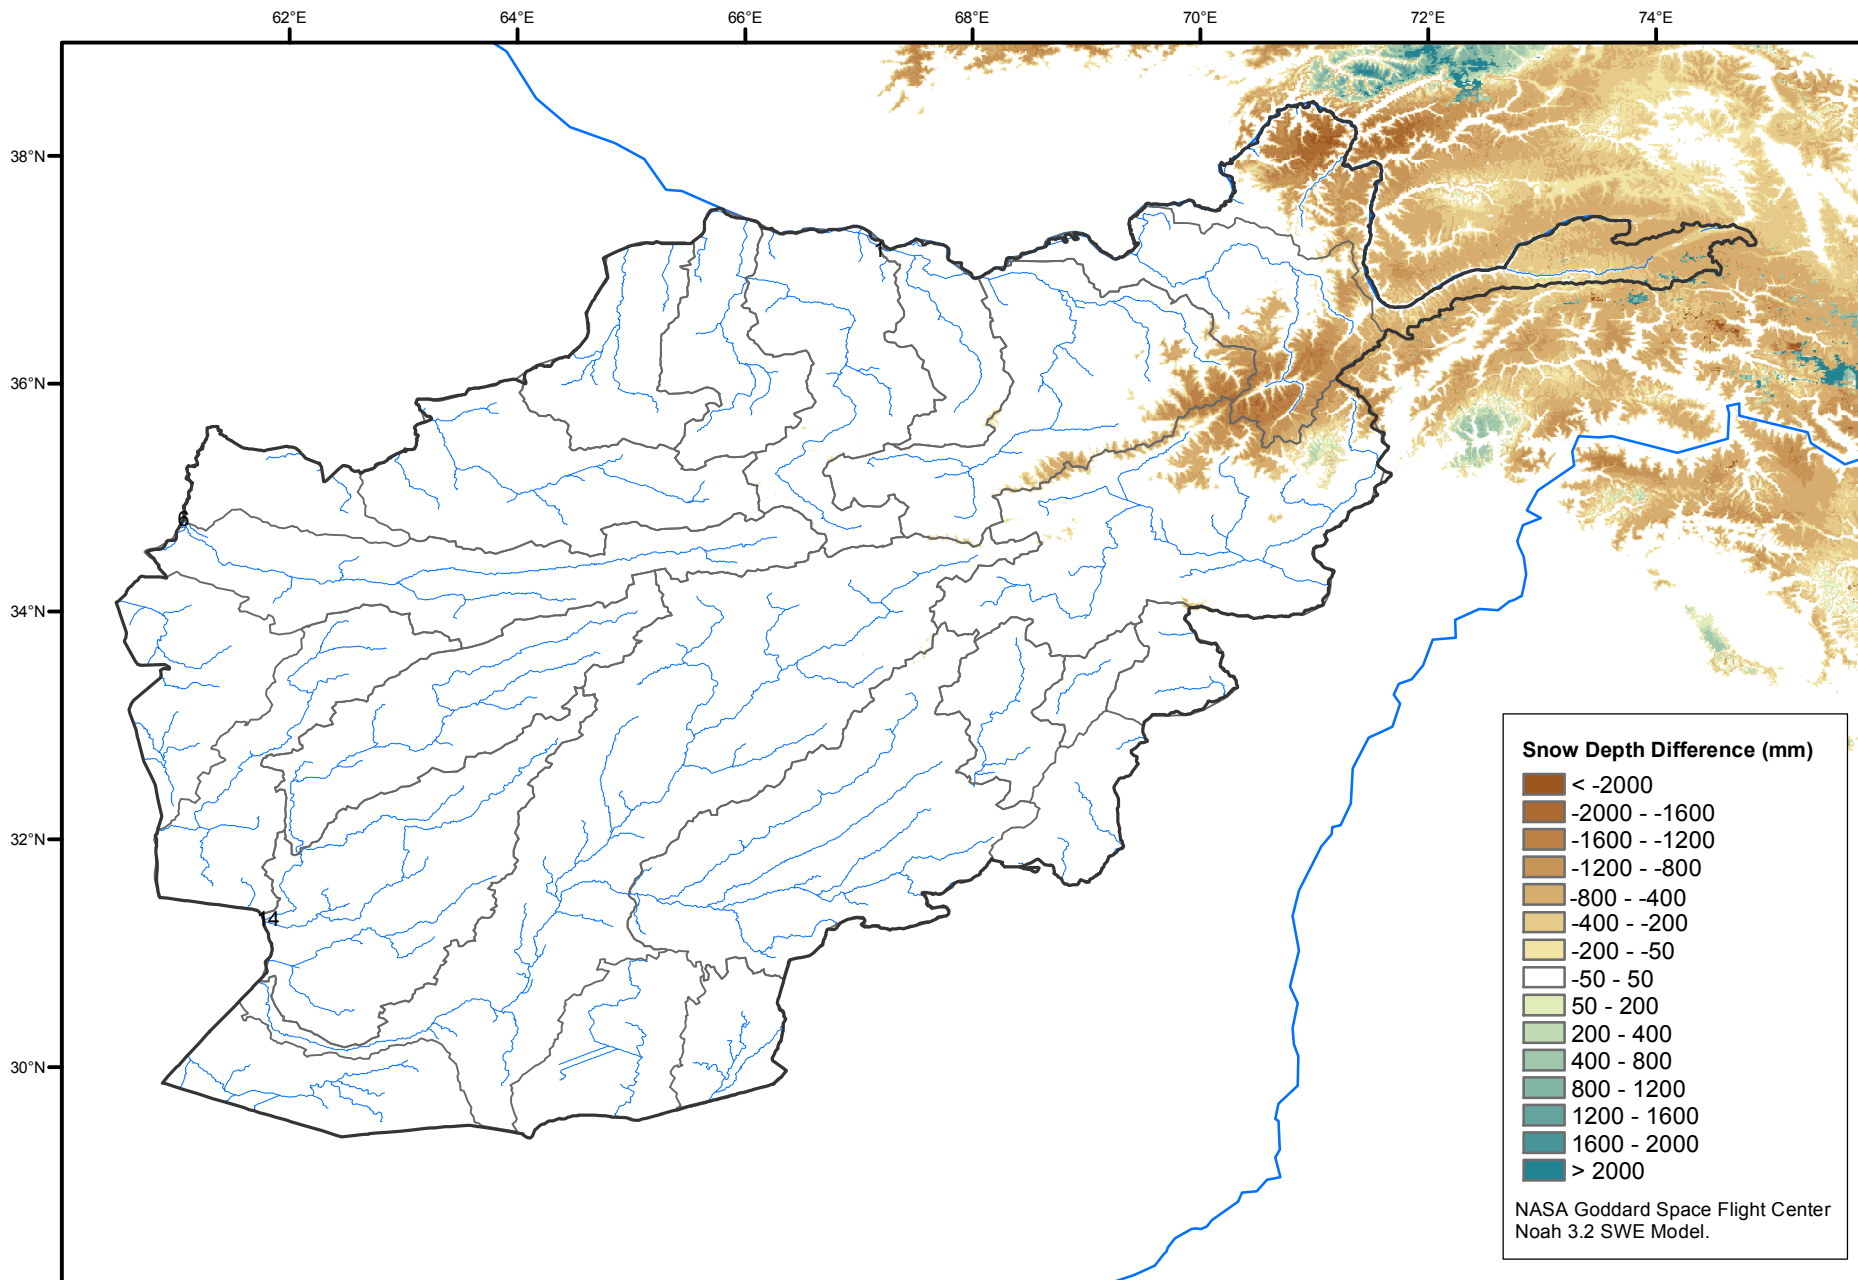 62°E 64°E 66°E 68°E 70°E 72°E 74°E
38°N
1
36°N
6
34°N
32°N
14
30°N
Snow Depth Difference (mm)
< -2000
-2000 - -1600
-1600 - -1200
-1200 - -800
-800 - -400
-400 - -200
-200 - -50
-50 - 50
50 - 200
200 - 400
400 - 800
800 - 1200
1200 - 1600
1600 - 2000
> 2000
NASA Goddard Space Flight Center
Noah 3.2 SWE Model.